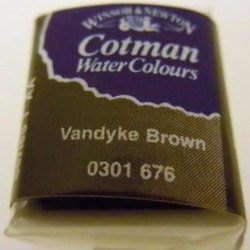 WINSOR & NEWTON
Cotman
Water Colours
Vandyke Brown
0301 676